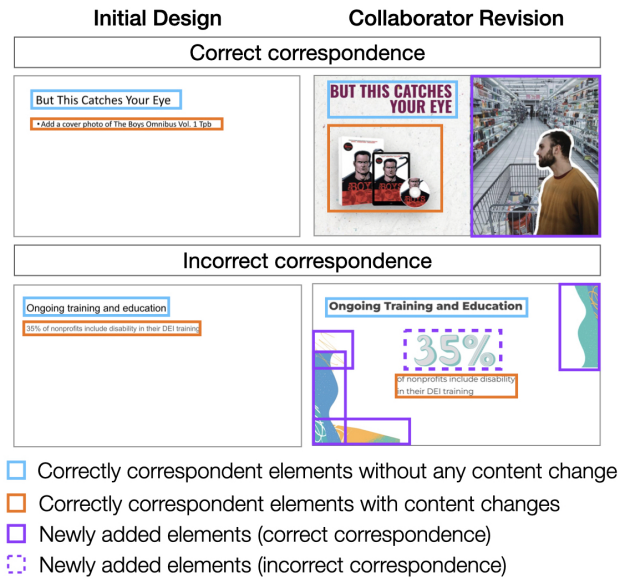 Initial Design
Collaborator Revision
Correct correspondence
But This Catches Your Eye
•Add a cover photo of The Boys Omnibus Vol. 1 Tpb
BUT THIS CATCHES
YOUR EYE
Incorrect correspondence
Ongoing training and education
35% of nonprofits include disability in their DEI training
Ongoing Training and Education
35%
of nonprofits include disability
in their DEI training
Correctly correspondent elements without any content change
Correctly correspondent elements with content changes
Newly added elements (correct correspondence)
Newly added elements (incorrect correspondence)